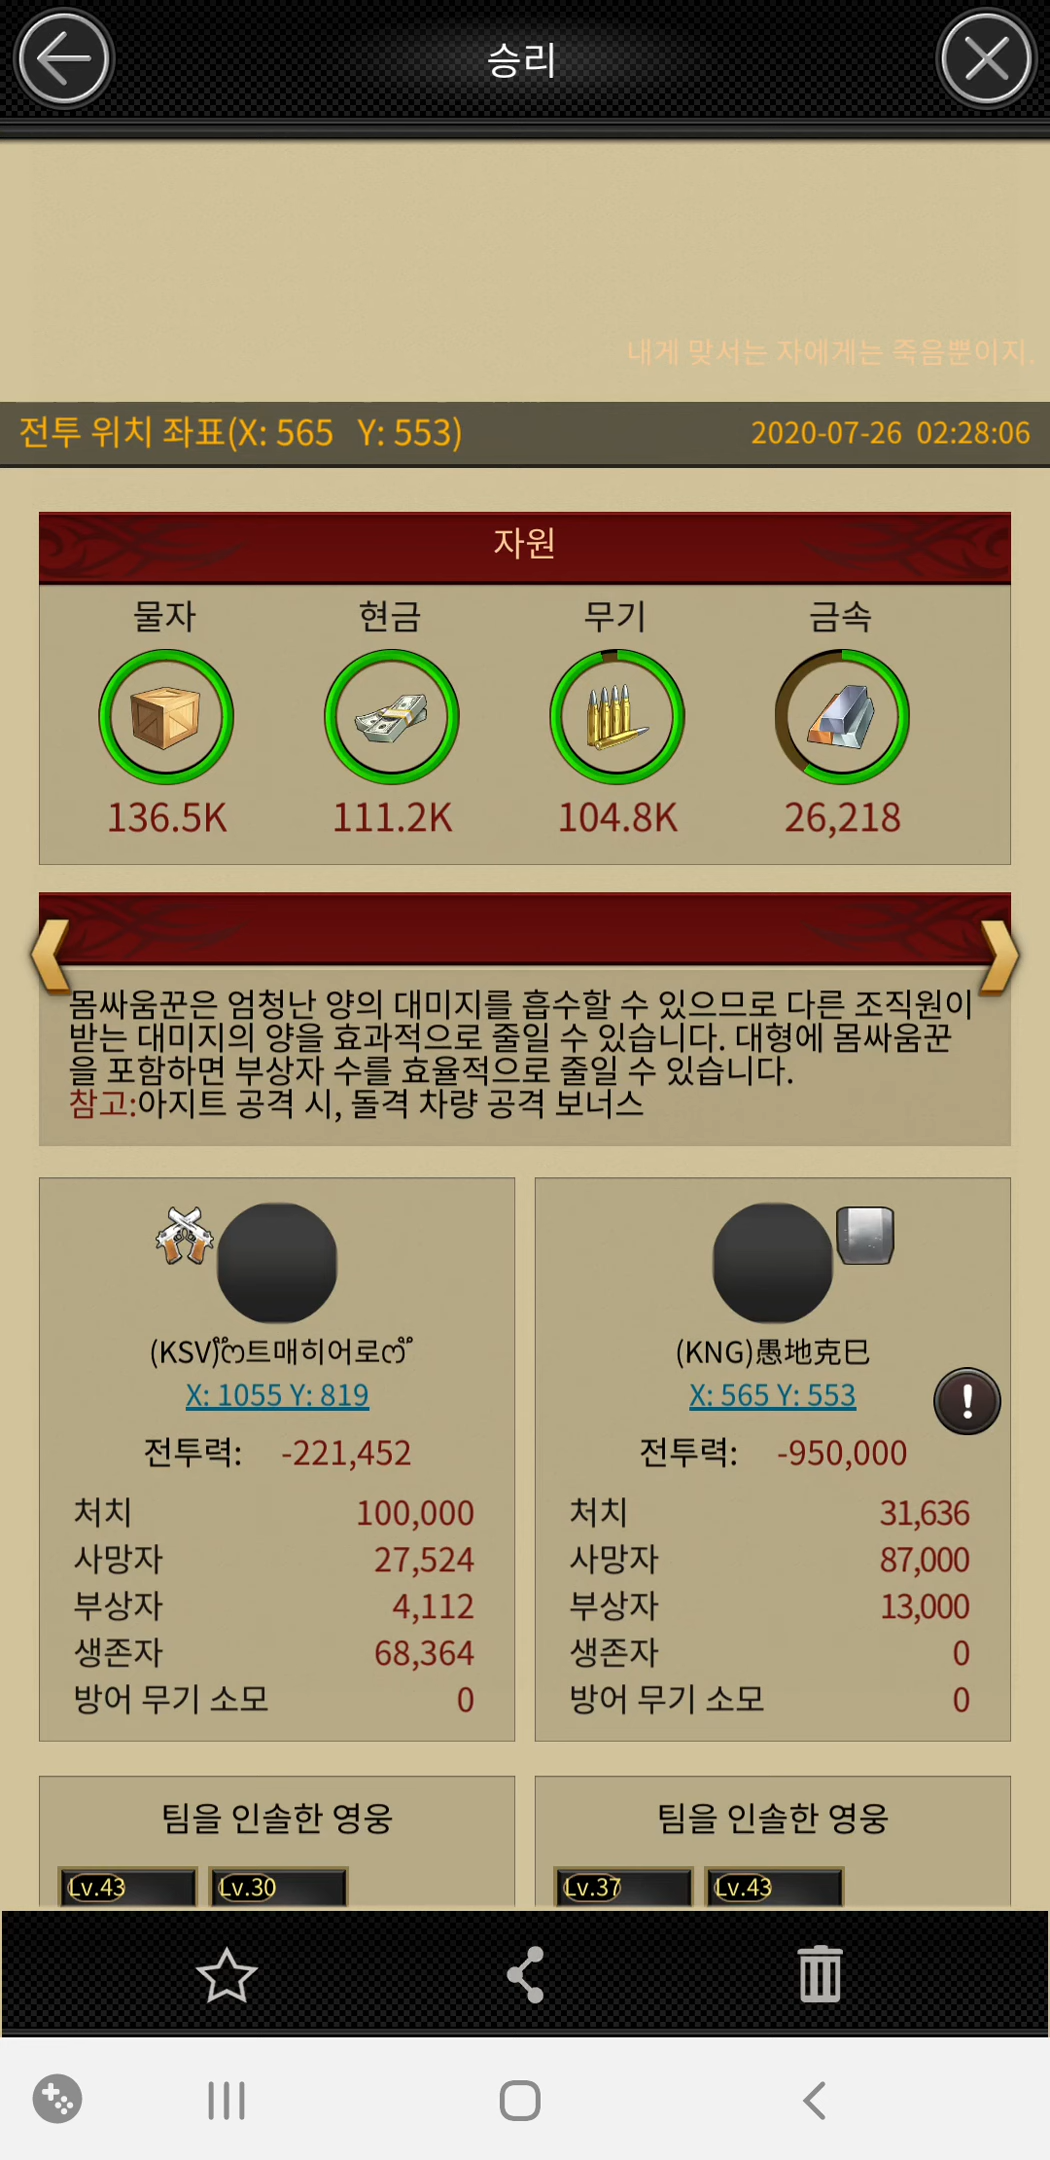 승리
내게 맞서는 자에게는 죽음뿐이지.
전투 위치 좌표(X: 565 Y: 553) 2020-07-26 02:28:06
자원
물자 현금 무기 금속
136.5K 111.2K 104.8K 26,218
몸싸움꾼은 엄청난 양의 대미지를 흡수할 수 있으므로 다른 조직원이
받는 대미지의 양을 효과적으로 줄일 수 있습니다. 대형에 몸싸움꾼
을 포함하면 부상자 수를 효율적으로 줄일 수 있습니다.
참고:아지트 공격 시, 돌격 차량 공격 보너스
(KSV)ო트매히어로ო
X: 1055 Y: 819
전투력: -221,452
처치 100,000
사망자 27,524
부상자 4,112
생존자 68,364
방어 무기 소모 0
(KNG)愚地克巳
X: 565 Y: 553
전투력: -950,000
처치 31,636
사망자 87,000
부상자 13,000
생존자 0
방어 무기 소모 0
팀을 인솔한 영웅
Lv.43 Lv.30
팀을 인솔한 영웅
Lv.37 Lv.43